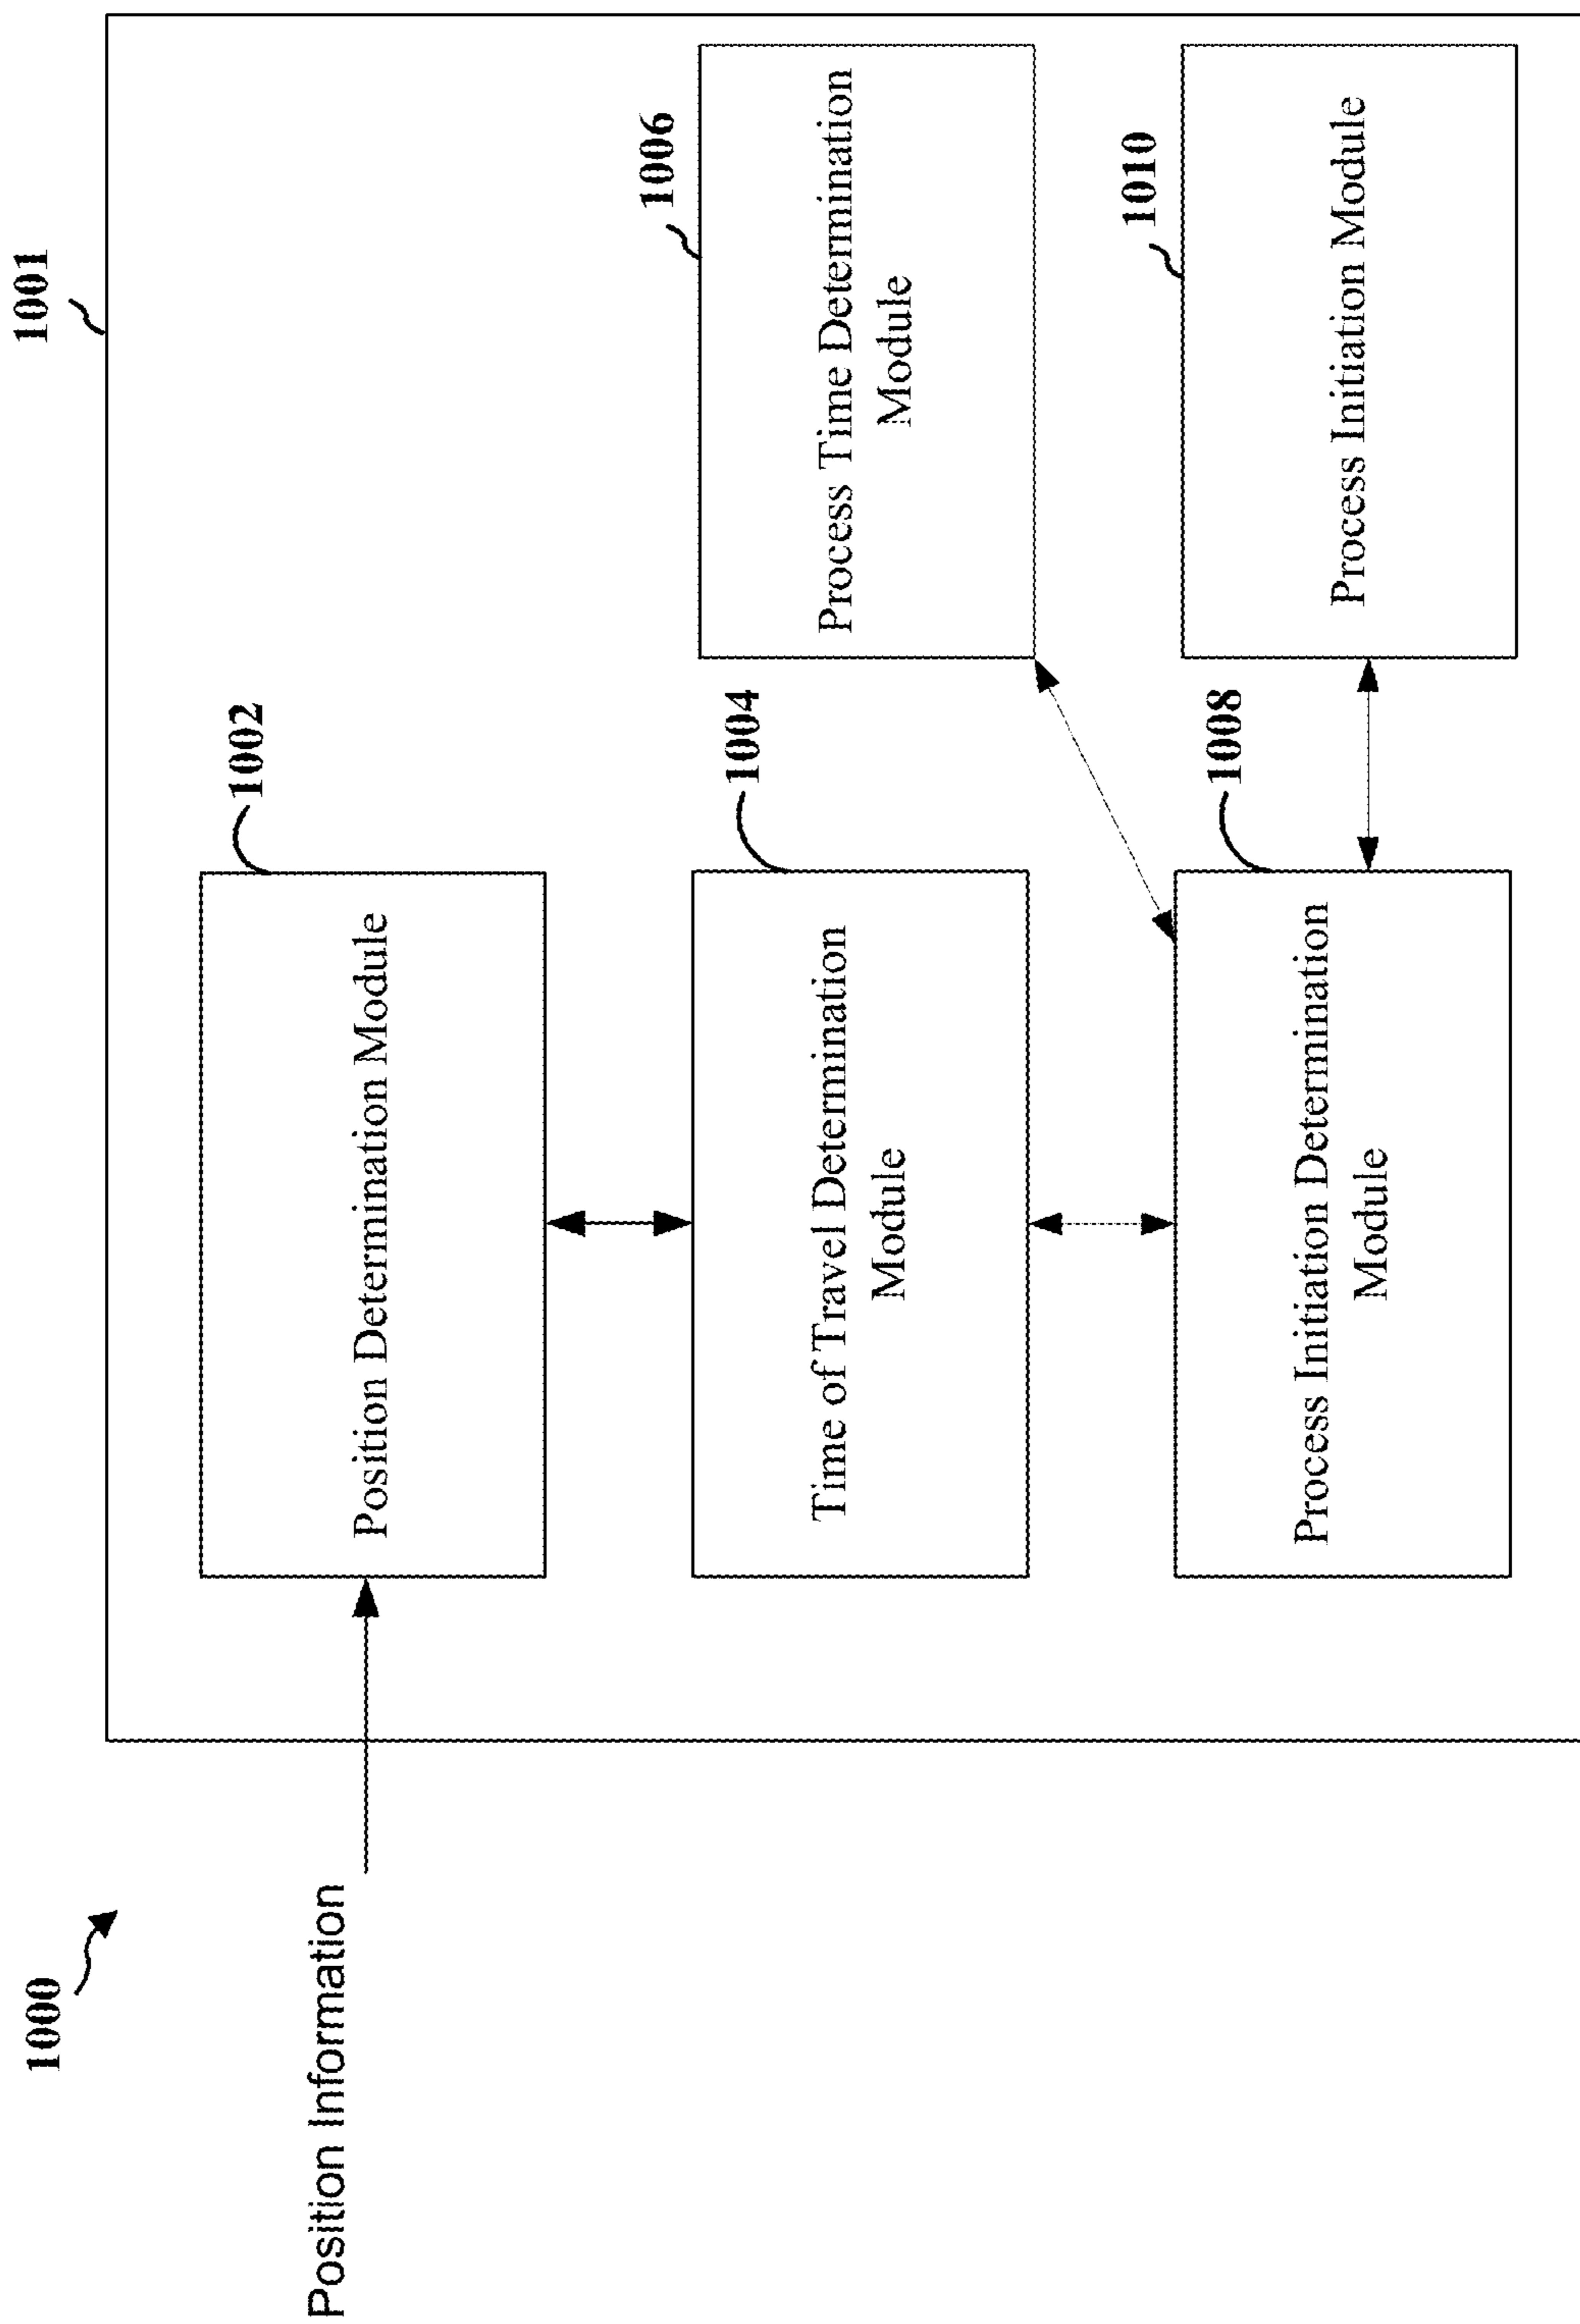 1000
1001
Position Information
1002
Position Determination Module
1004
Time of Travel Determination
Module
1006
Process Time Determination
Module
1008
Process Initiation Determination
Module
1010
Process Initiation Module